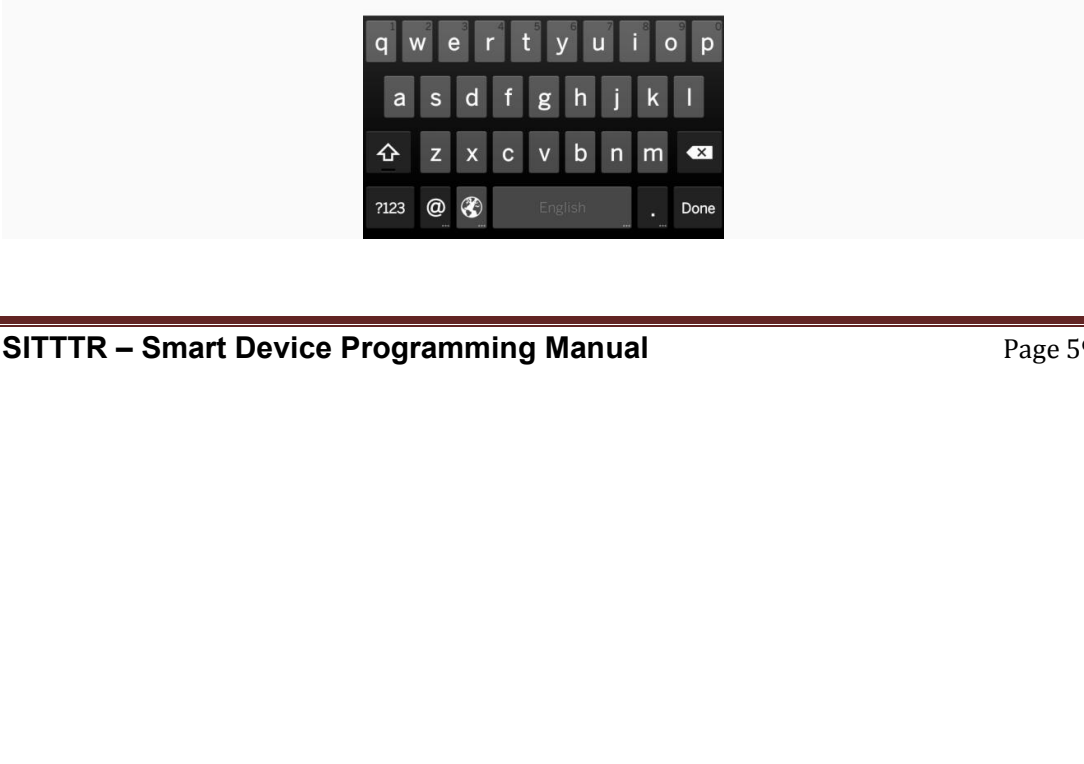 1 2 3 4 5 6 7 8 9 0
q w e r t y u i o p
a s d f g h j k l
z x c v b n m
?123 @ English . Done
SITTTR – Smart Device Programming Manual Page 5